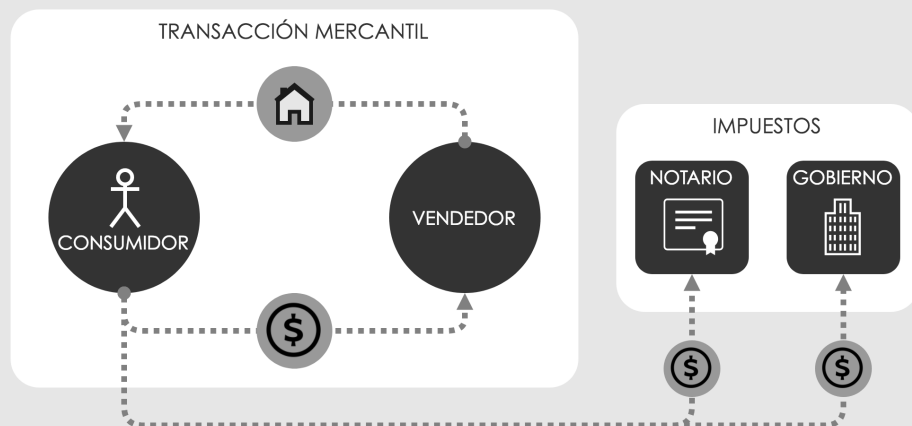 TRANSACCIÓN MERCANTIL
CONSUMIDOR
VENDEDOR
$
IMPUESTOS
NOTARIO
GOBIERNO
$
$